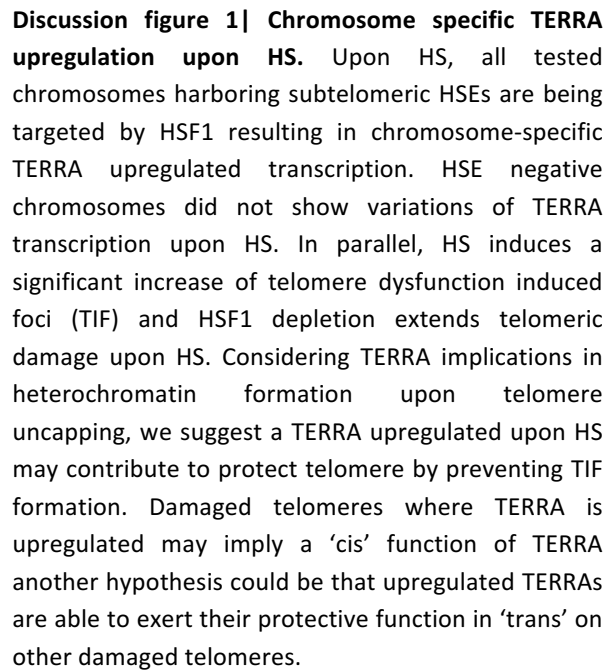 Discussion figure 1| Chromosome specific TERRA
upregulation upon HS. Upon HS, all tested
chromosomes harboring subtelomeric HSEs are being
targeted by HSF1 resulting in chromosome-specific
TERRA upregulated transcription. HSE negative
chromosomes did not show variations of TERRA
transcription upon HS. In parallel, HS induces a
significant increase of telomere dysfunction induced
foci (TIF) and HSF1 depletion extends telomeric
damage upon HS. Considering TERRA implications in
heterochromatin formation upon telomere
uncapping, we suggest a TERRA upregulated upon HS
may contribute to protect telomere by preventing TIF
formation. Damaged telomeres where TERRA is
upregulated may imply a ‘cis’ function of TERRA
another hypothesis could be that upregulated TERRAs
are able to exert their protective function in ‘trans’ on
other damaged telomeres.